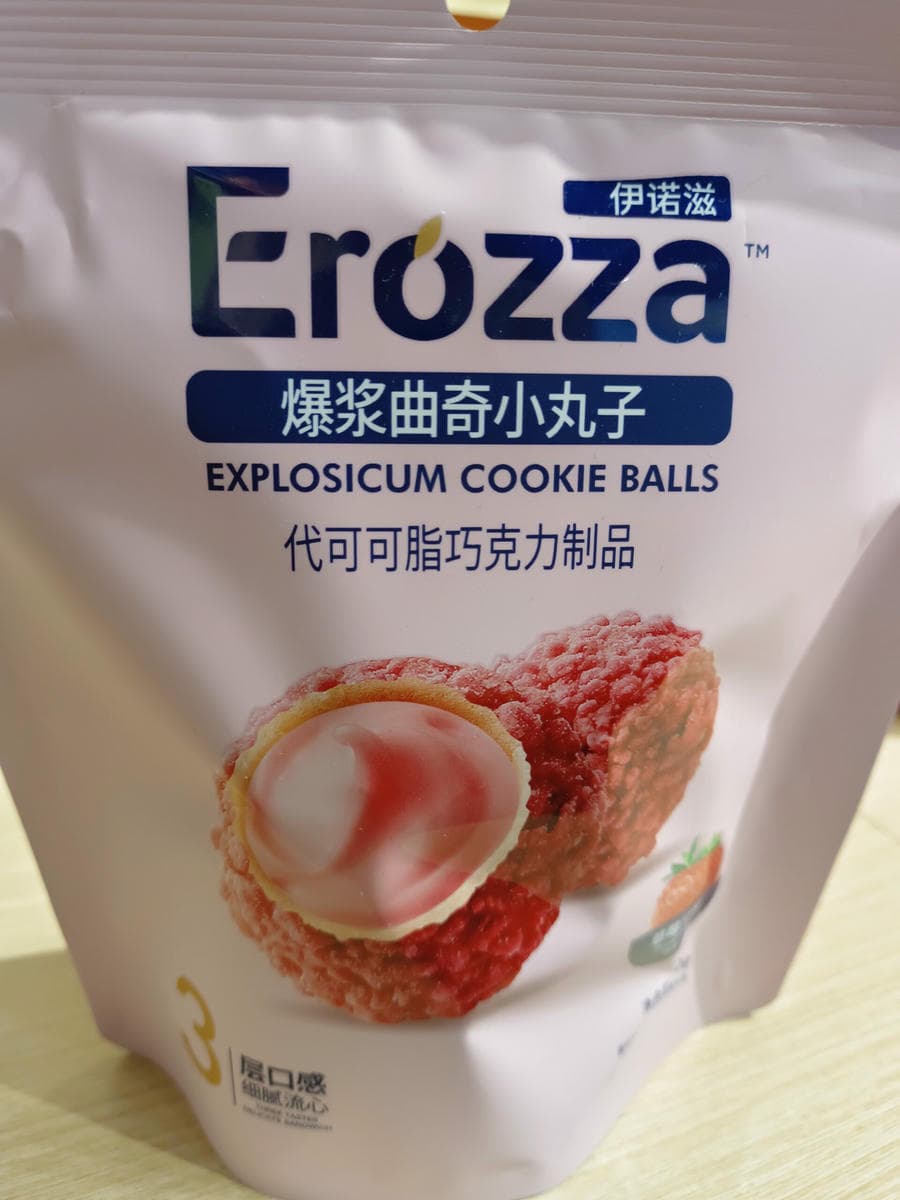 伊诺滋
Erozza™
爆浆曲奇小丸子
EXPLOSICUM COOKIE BALLS
代可可脂巧克力制品
3
层口感
细腻流心